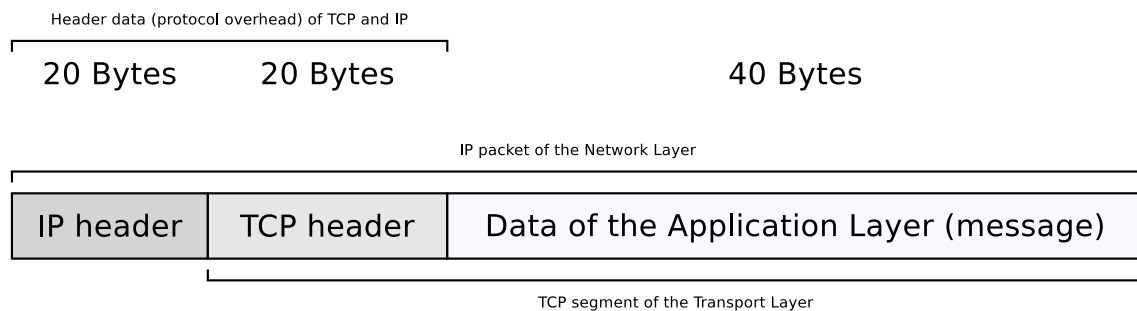 Header data (protocol overhead) of TCP and IP
20 Bytes 20 Bytes 40 Bytes
IP packet of the Network Layer
IP header TCP header Data of the Application Layer (message)
TCP segment of the Transport Layer